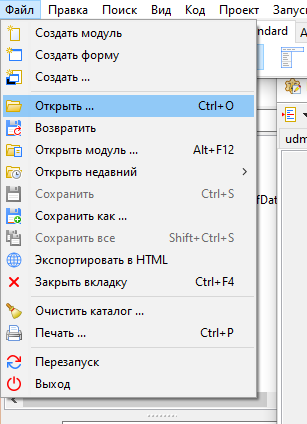 Файл Правка Поиск Вид Код Проект Запус
Создать модуль
Создать форму
Создать ...
Открыть ... Ctrl+O
Возвратить
Открыть модуль ... Alt+F12
Открыть недавний
Сохранить Ctrl+S
Сохранить как ...
Сохранить все Shift+Ctrl+S
Экспортировать в HTML
Закрыть вкладку Ctrl+F4
Очистить каталог ...
Печать ... Ctrl+P
Перезапуск
Выход
ndard
udm
fDat